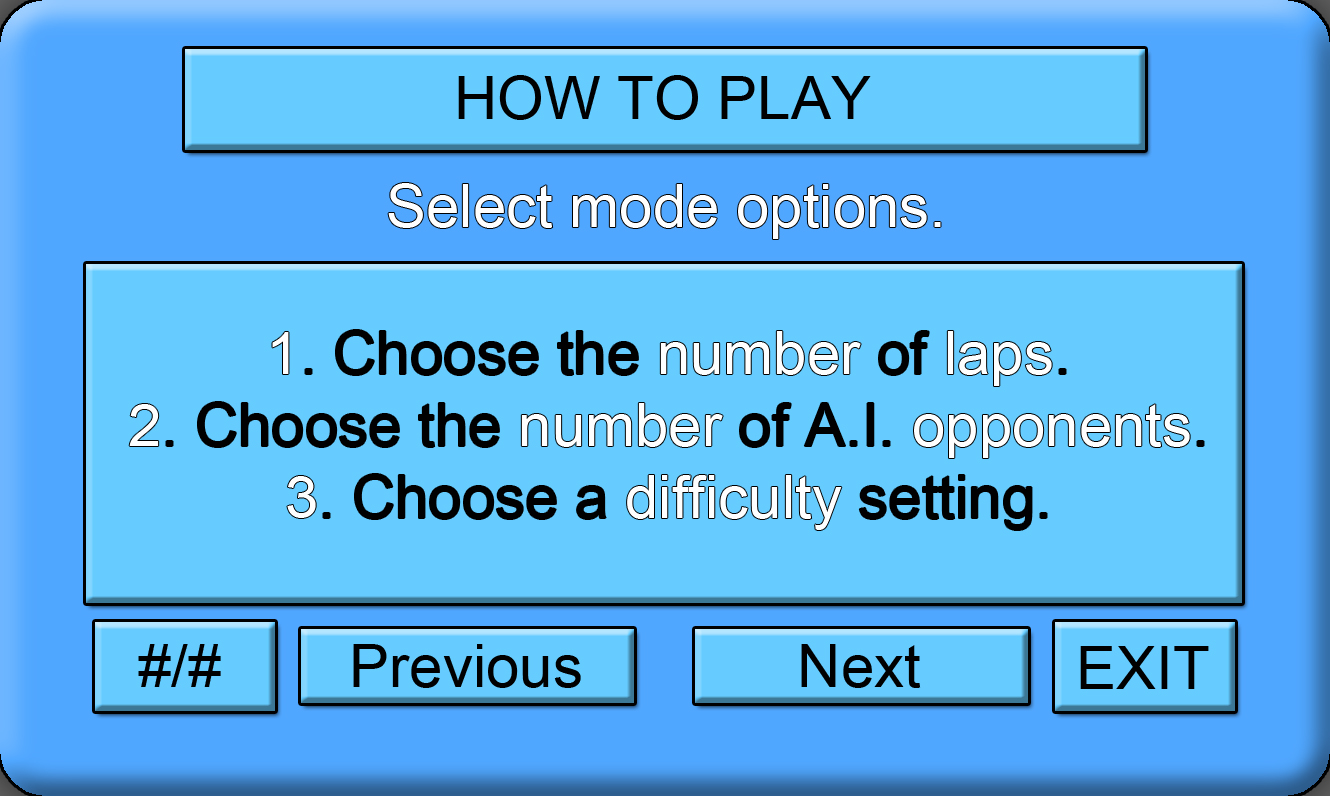 HOW TO PLAY
Select mode options.
1. Choose the number of laps.
2. Choose the number of A.I. opponents.
3. Choose a difficulty setting.
#/#
Previous
Next
EXIT